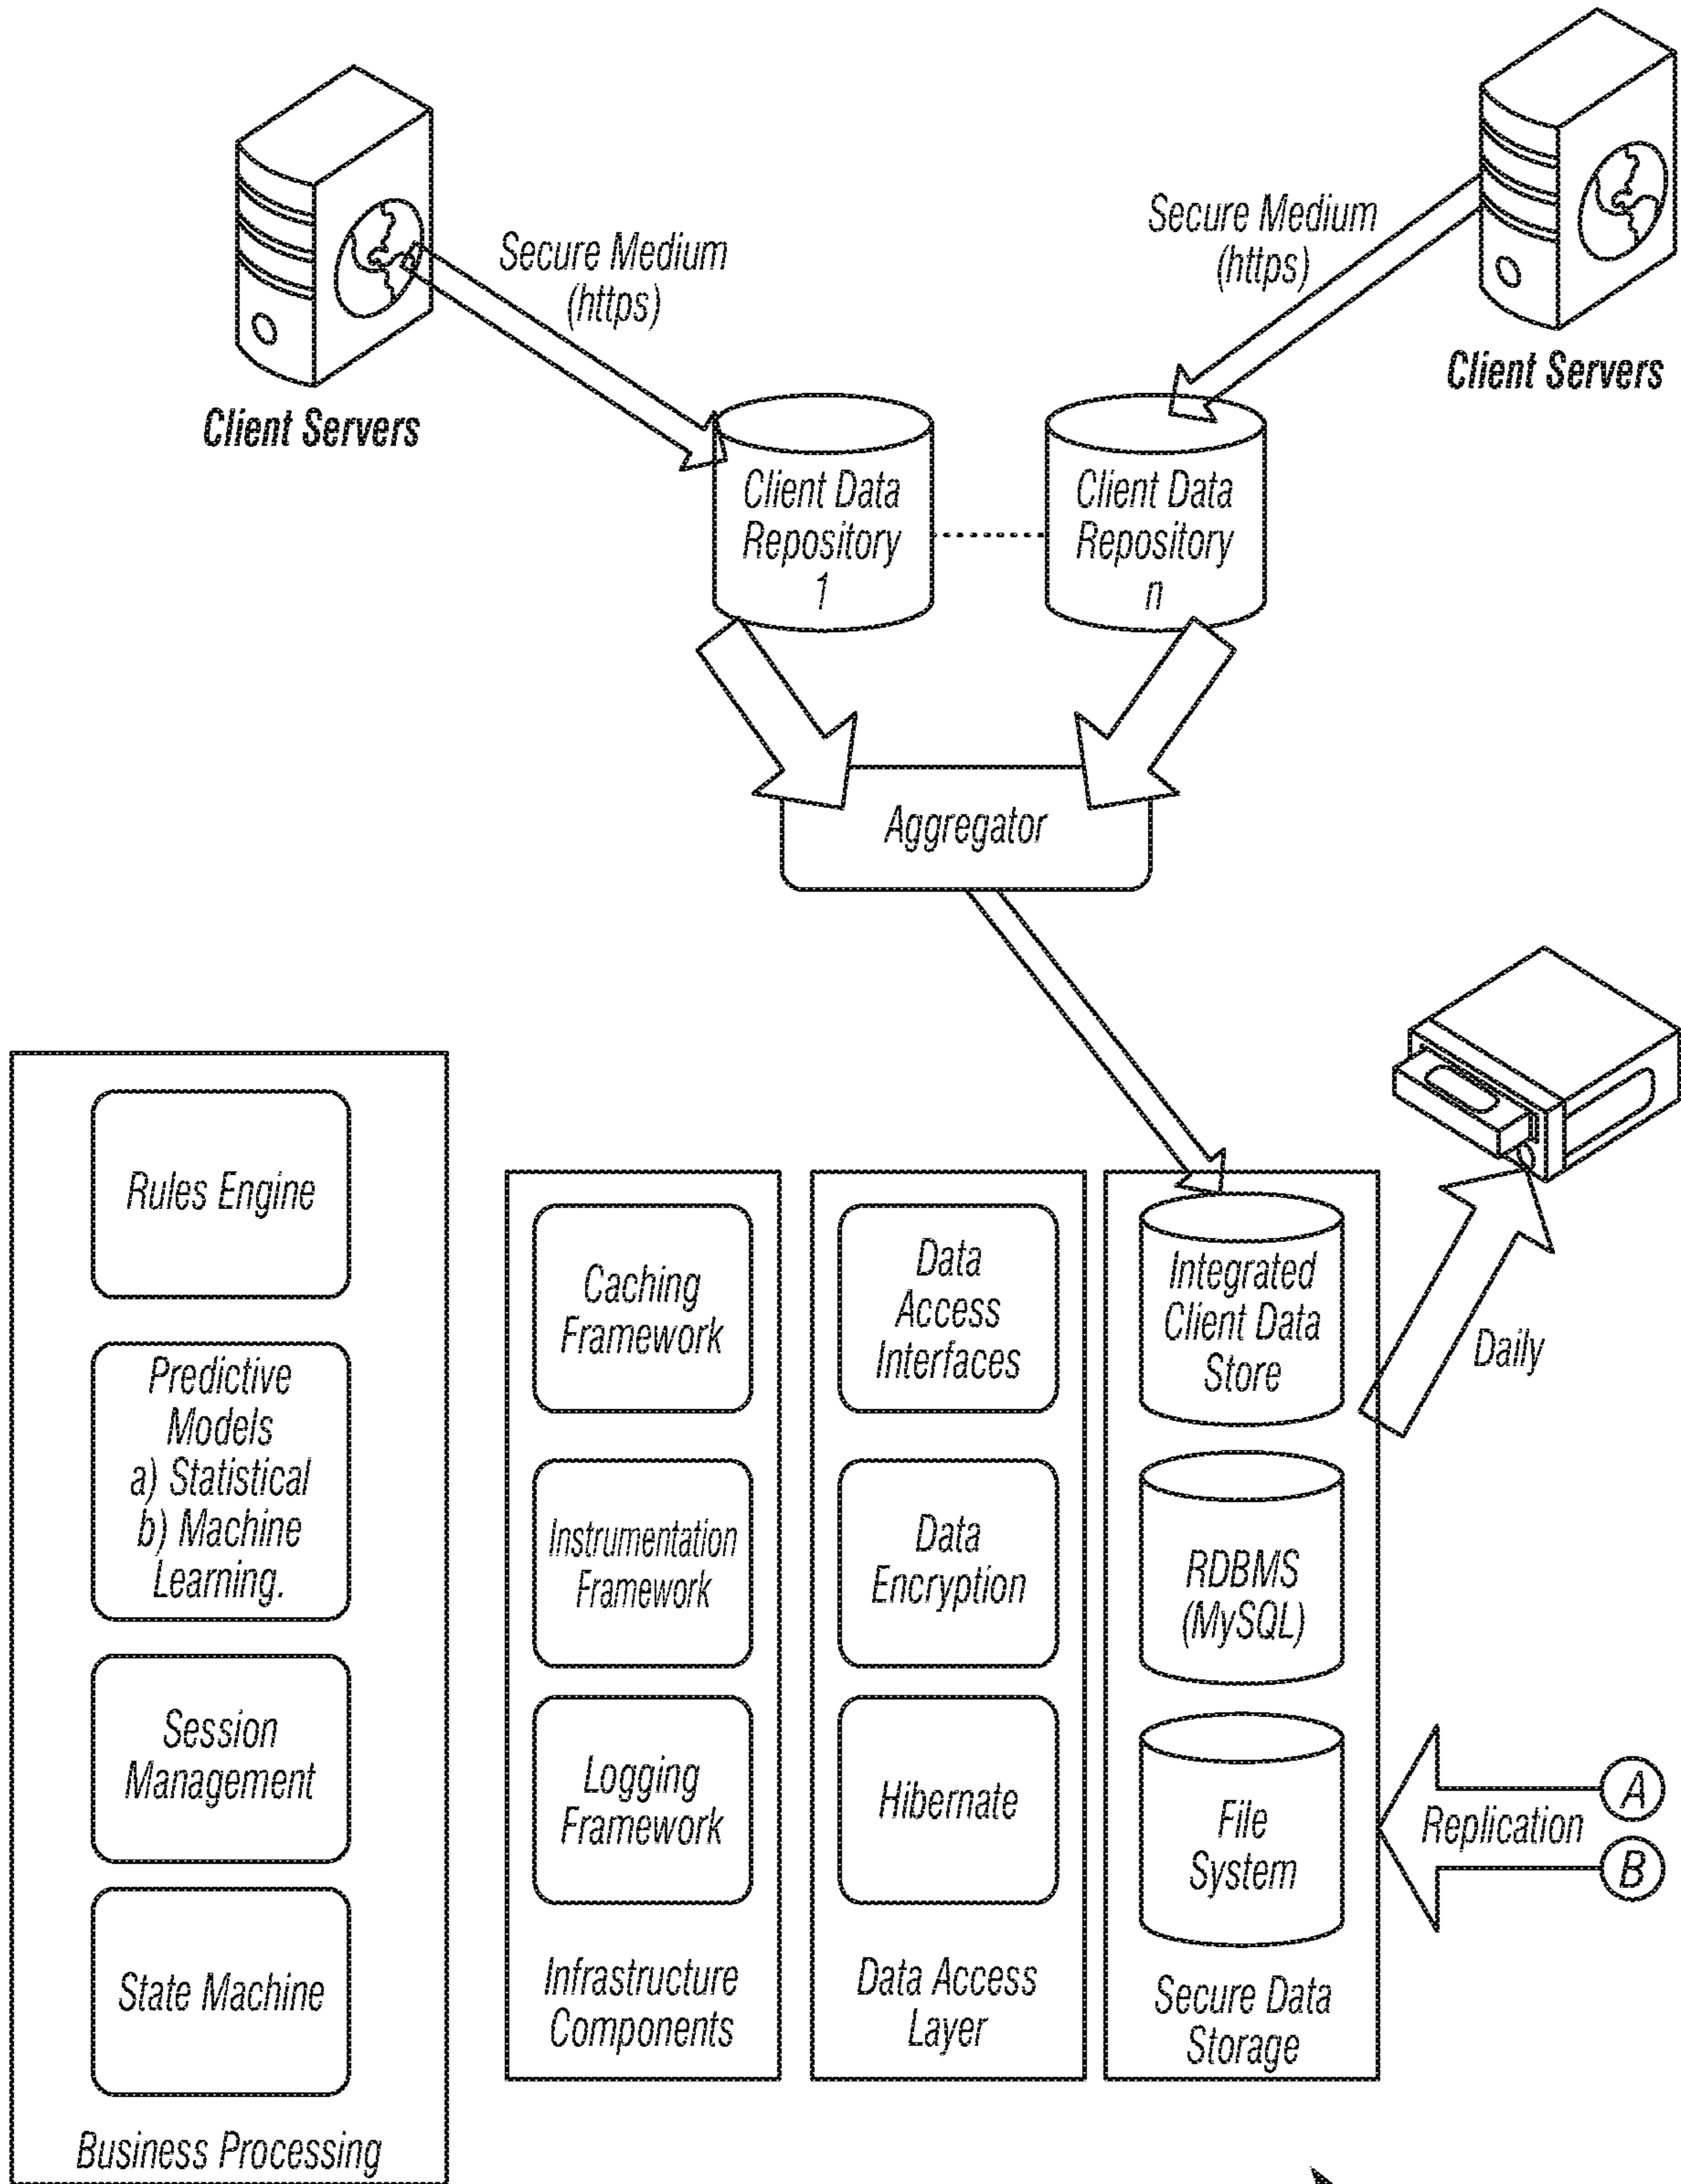 Secure Medium
(https)
Client Servers
Secure Medium
(https)
Client Servers
Client Data
Repository
1
Client Data
Repository
n
Aggregator
Rules Engine
Predictive
Models
a) Statistical
b) Machine
Learning.
Session
Management
State Machine
Business Processing
Caching
Framework
Instrumentation
Framework
Logging
Framework
Infrastructure
Components
Data
Access
Interfaces
Data
Encryption
Hibernate
Data Access
Layer
Integrated
Client Data
Store
RDBMS
(MySQL)
File
System
Secure Data
Storage
Daily
Replication
A
B